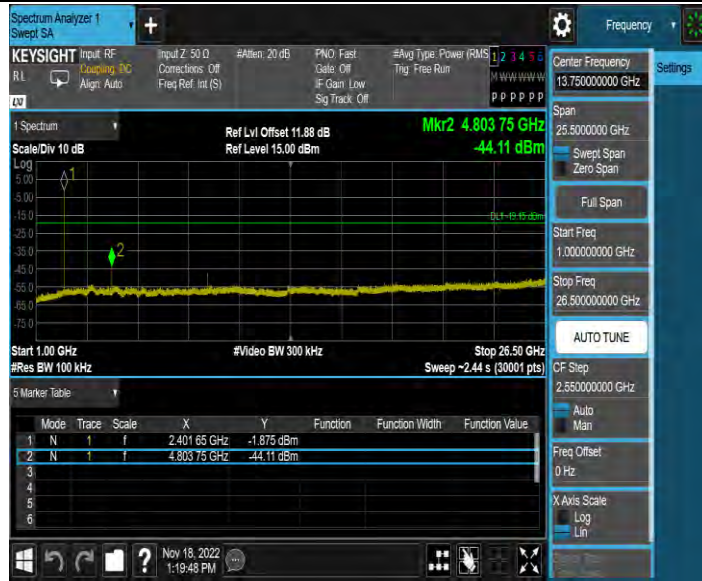 Spectrum Analyzer 1
Swept SA
Frequency
KEYSIGHT
Input: RF
Coupling: DC
Align: Auto
Input Z: 50 Ω
Corrections: Off
Freq Ref: Int (S)
#Atten: 20 dB
PNO: Fast
Gate: Off
IF Gain: Low
Sig Track: Off
#Avg Type: Power (RMS)
Trig: Free Run
1 2 3 4 5 6
M W W W W W
P P P P P P
R L
LXI
1 Spectrum
Scale/Div 10 dB
Ref Lvl Offset 11.88 dB
Ref Level 15.00 dBm
Mkr2 4.803 75 GHz
-44.11 dBm
Log
5.00
-5.00
-15.0
-25.0
-35.0
-45.0
-55.0
-65.0
-75.0
1
2
DL1 -19.15 dBm
Start 1.00 GHz
#Video BW 300 kHz
Stop 26.50 GHz
#Res BW 100 kHz
Sweep ~2.44 s (30001 pts)
5 Marker Table
Mode Trace Scale X Y Function Function Width Function Value
1 N 1 f 2.401 65 GHz -1.875 dBm
2 N 1 f 4.803 75 GHz -44.11 dBm
3
4
5
6
Nov 18, 2022
1:19:48 PM
Center Frequency
13.750000000 GHz
Settings
Span
25.5000000 GHz
Swept Span
Zero Span
Full Span
Start Freq
1.000000000 GHz
Stop Freq
26.500000000 GHz
AUTO TUNE
CF Step
2.550000000 GHz
Auto
Man
Freq Offset
0 Hz
X Axis Scale
Log
Lin